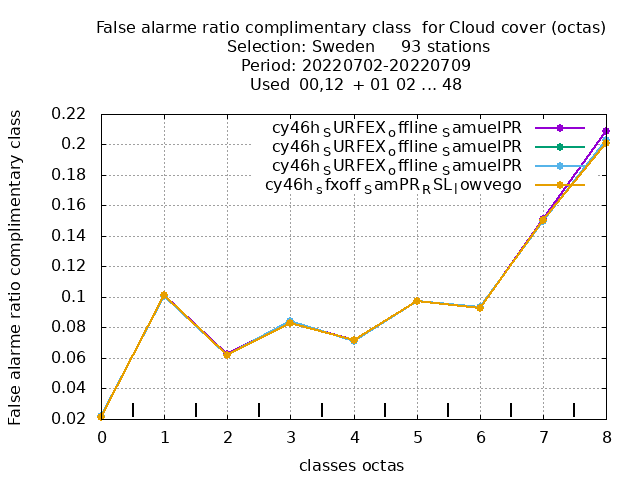 False alarme ratio complimentary class  for Cloud cover (octas)
Selection: Sweden     93 stations
Period: 20220702-20220709
Used  00,12  + 01 02 ... 48
False alarme ratio complimentary class
cy46h_SURFEX_offline_SamuelPR
cy46h_SURFEX_offline_SamuelPR
cy46h_SURFEX_offline_SamuelPR
cy46h_sfxoff_SamPR_RSL_lowvego
0.22
0.2
0.18
0.16
0.14
0.12
0.1
0.08
0.06
0.04
0.02
0 1 2 3 4 5 6 7 8
classes octas